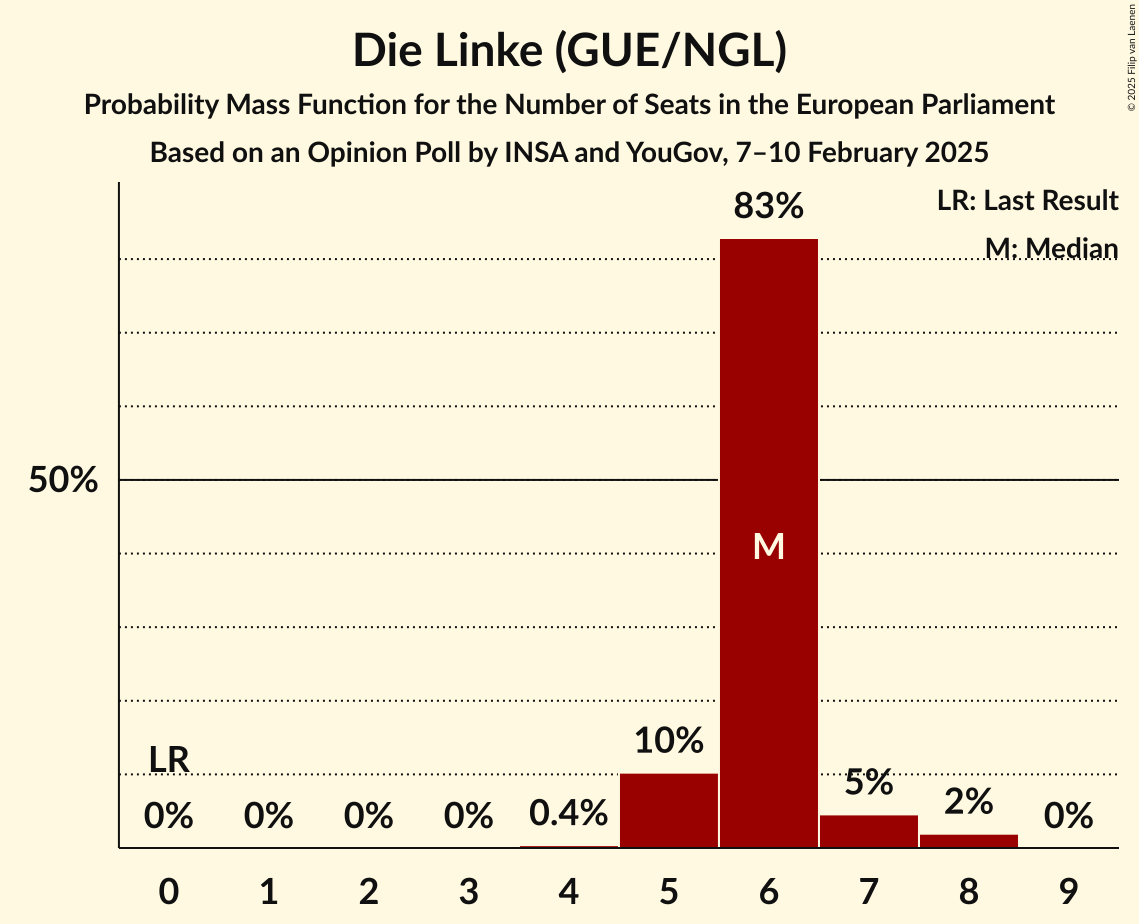 Die Linke (GUE/NGL)
Probability Mass Function for the Number of Seats in the European Parliament
Based on an Opinion Poll by INSA and YouGov, 7–10 February 2025
© 2025 Filip van Laenen
LR: Last Result
M: Median
83%
50%
M
10%
LR
5%
2%
0% 0% 0% 0% 0.4% 0%
0 1 2 3 4 5 6 7 8 9